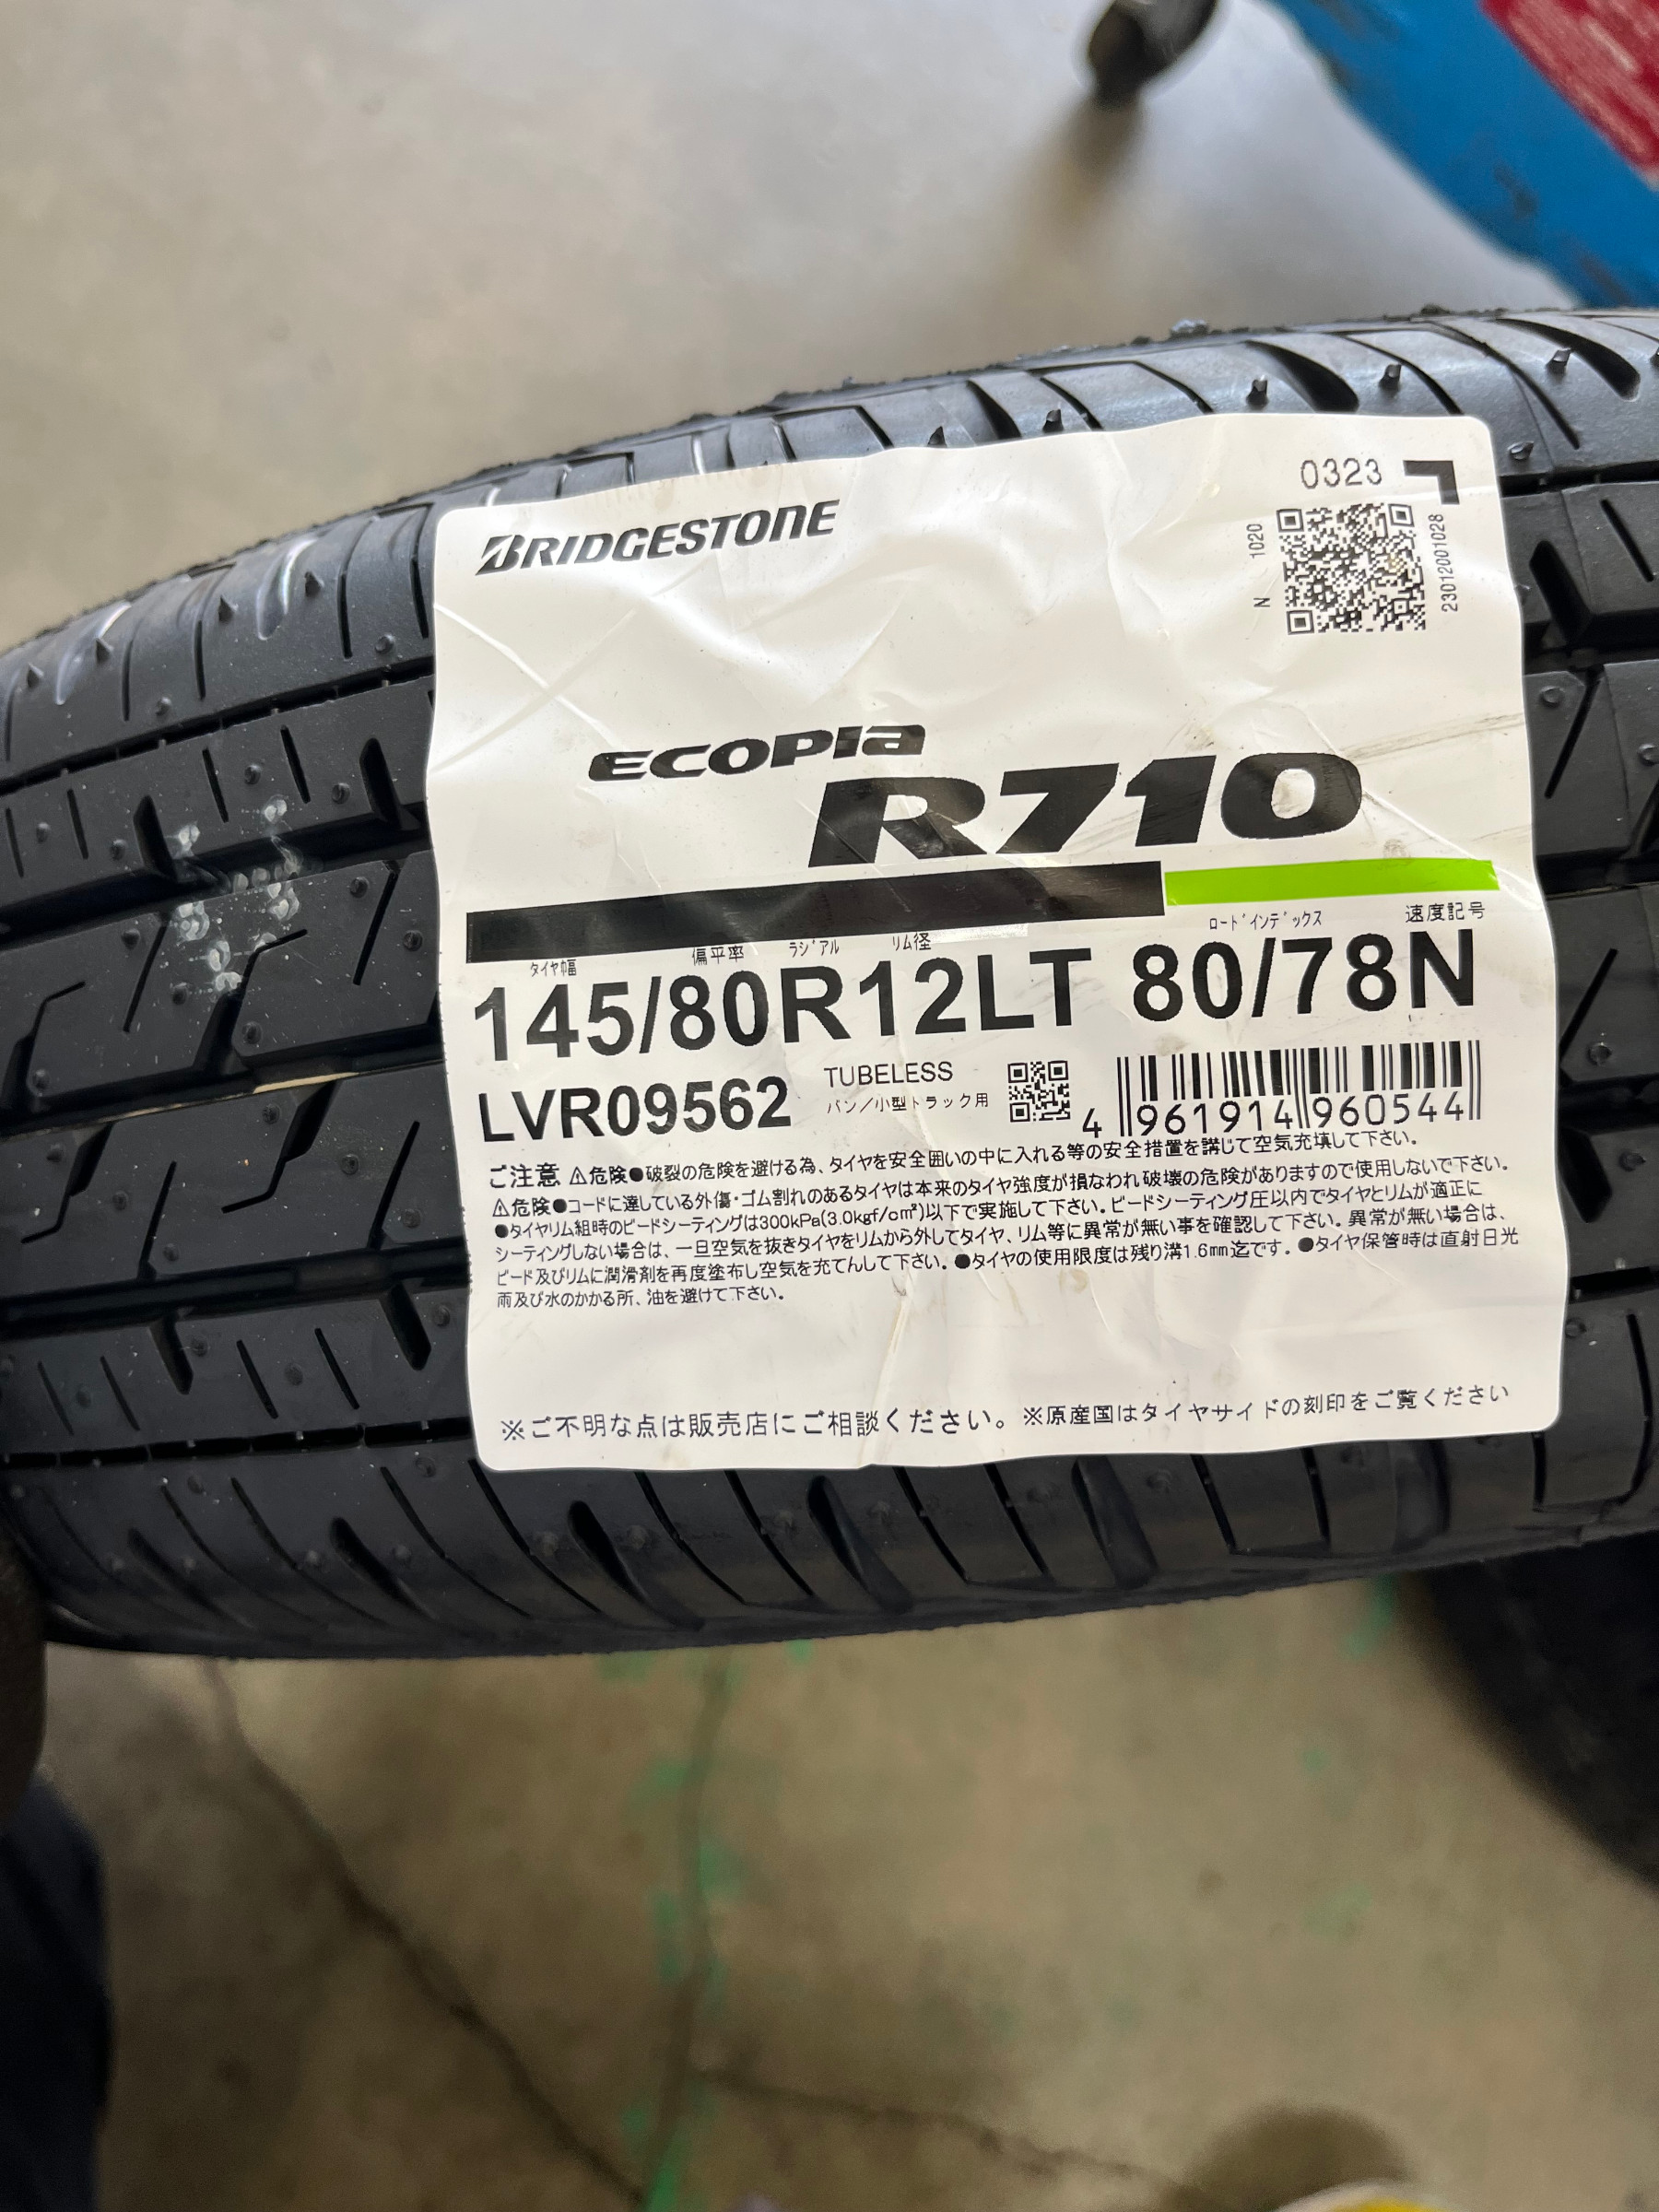 BRIDGESTONE
0323
N 1020
23012001028
ECOPIA
R710
タイヤ幅 偏平率 ラジアル リム径 ロードインデックス 速度記号
145/80R12LT 80/78N
LVR09562
TUBELESS
バン／小型トラック用
4 961914 960544
ご注意 ⚠危険●破裂の危険を避ける為、タイヤを安全囲いの中に入れる等の安全措置を講じて空気充填して下さい。
⚠危険●コードに達している外傷・ゴム割れのあるタイヤは本来のタイヤ強度が損なわれ破壊の危険がありますので使用しないで下さい。
●タイヤリム組時のビードシーティングは300kPa(3.0kgf/cm²)以下で実施して下さい。ビードシーティング圧以内でタイヤとリムが適正に
シーティングしない場合は、一旦空気を抜きタイヤをリムから外してタイヤ、リム等に異常が無い事を確認して下さい。異常が無い場合は、
ビード及びリムに潤滑剤を再度塗布し空気を充てんして下さい。●タイヤの使用限度は残り溝1.6mm迄です。●タイヤ保管時は直射日光
雨及び水のかかる所、油を避けて下さい。
※ご不明な点は販売店にご相談ください。※原産国はタイヤサイドの刻印をご覧ください